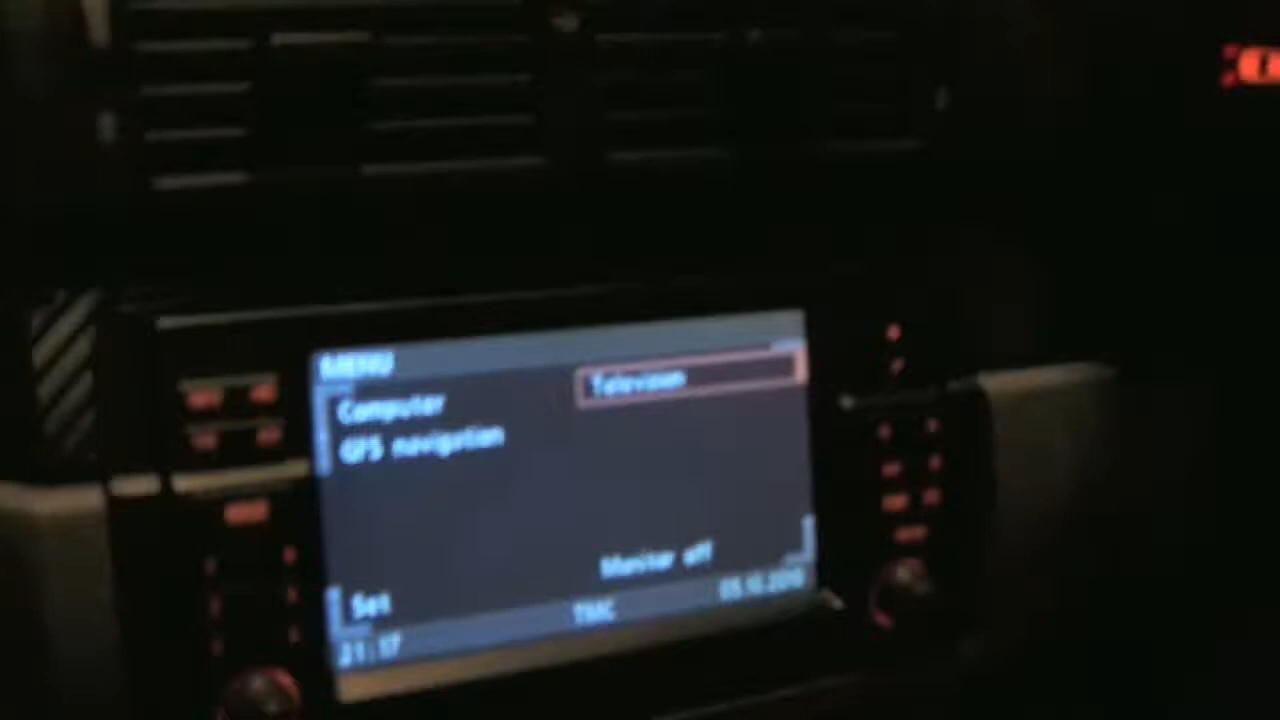 MENU
Television
Computer
GPS navigation
Monitor off
Set
TMC
21:17